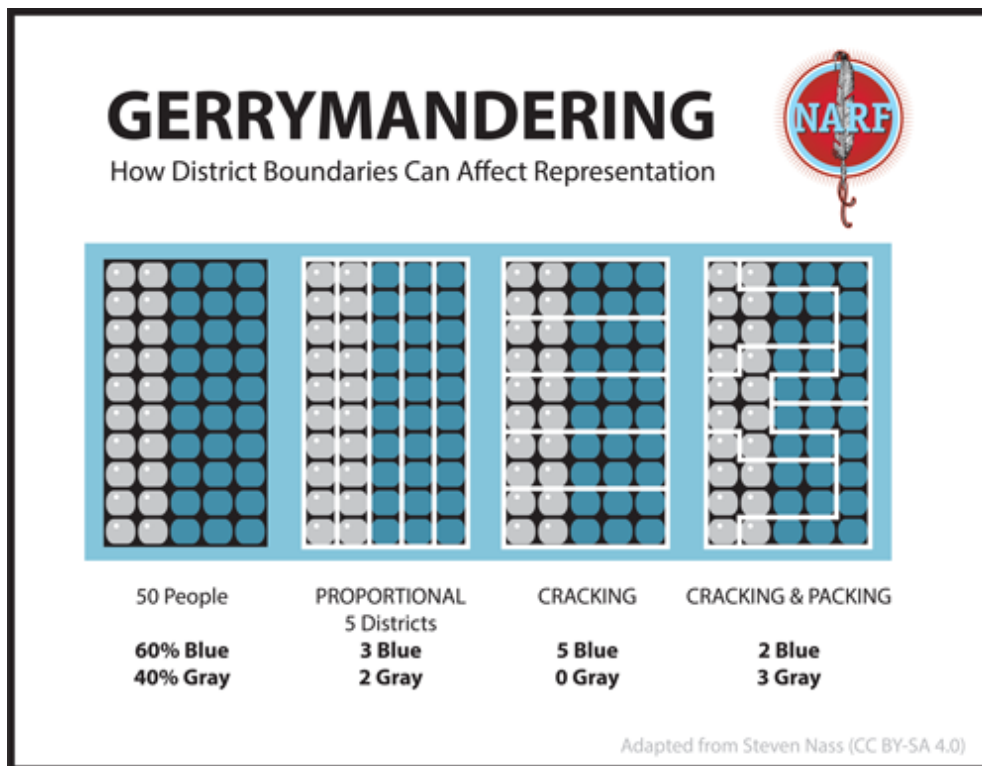 GERRYMANDERING
How District Boundaries Can Affect Representation
NARF
50 People
60% Blue
40% Gray
PROPORTIONAL
5 Districts
3 Blue
2 Gray
CRACKING
5 Blue
0 Gray
CRACKING & PACKING
2 Blue
3 Gray
Adapted from Steven Nass (CC BY-SA 4.0)